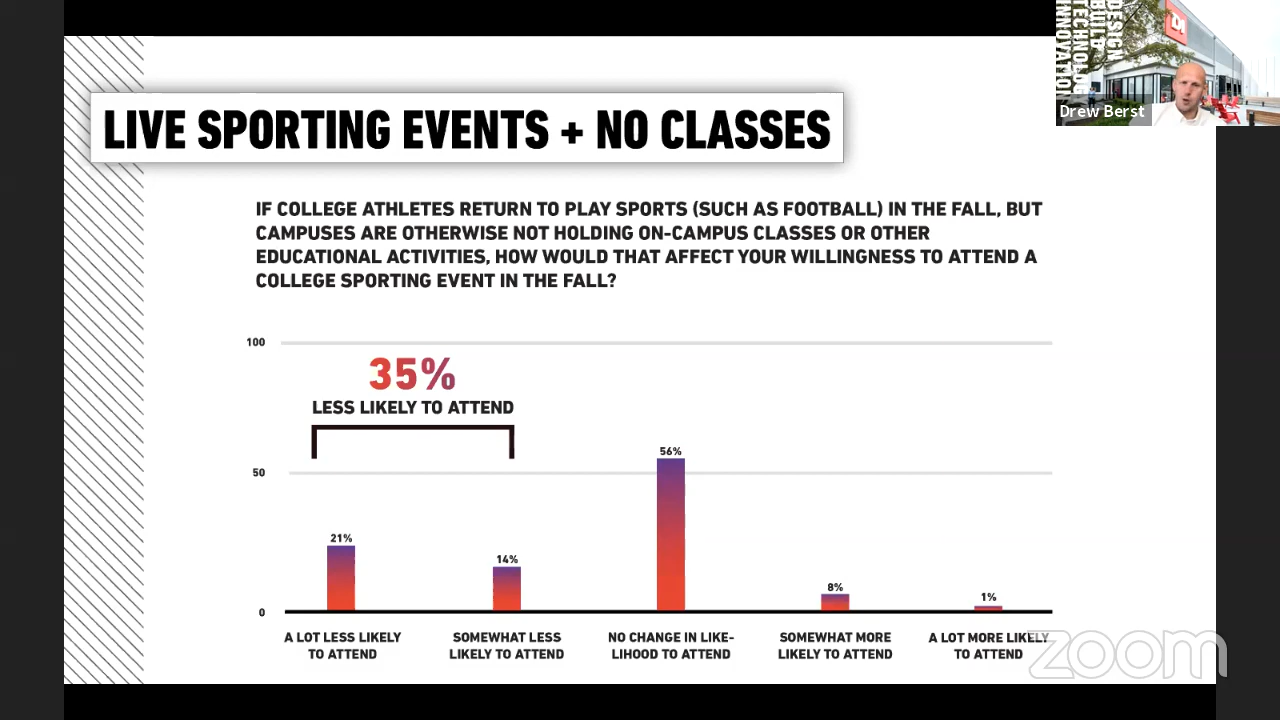 DESIGN
BUILD
TECHNOLOGY
INNOVATION
Drew Berst
LIVE SPORTING EVENTS + NO CLASSES
IF COLLEGE ATHLETES RETURN TO PLAY SPORTS (SUCH AS FOOTBALL) IN THE FALL, BUT
CAMPUSES ARE OTHERWISE NOT HOLDING ON-CAMPUS CLASSES OR OTHER
EDUCATIONAL ACTIVITIES, HOW WOULD THAT AFFECT YOUR WILLINGNESS TO ATTEND A
COLLEGE SPORTING EVENT IN THE FALL?
100
35%
LESS LIKELY TO ATTEND
50
56%
21%
14%
8%
1%
0
A LOT LESS LIKELY
TO ATTEND
SOMEWHAT LESS
LIKELY TO ATTEND
NO CHANGE IN LIKE-
LIHOOD TO ATTEND
SOMEWHAT MORE
LIKELY TO ATTEND
A LOT MORE LIKELY
TO ATTEND
zoom